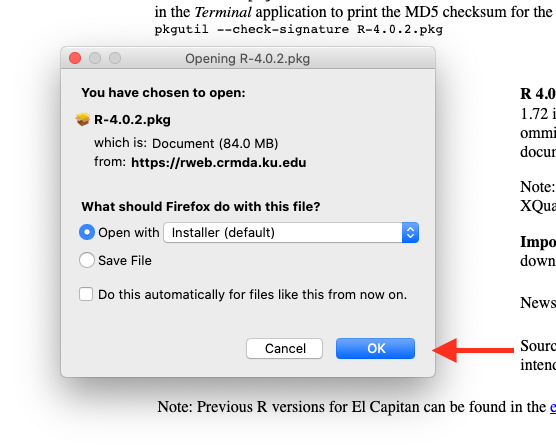 in the Terminal application to print the MD5 checksum for the
pkgutil --check-signature R-4.0.2.pkg
Opening R-4.0.2.pkg
You have chosen to open:
R-4.0.2.pkg
which is: Document (84.0 MB)
from: https://rweb.crmda.ku.edu
What should Firefox do with this file?
Open with Installer (default)
Save File
Do this automatically for files like this from now on.
Cancel OK
R 4.0
1.72 i
ommi
docum
Note:
XQua
Impo
down
News
Sourc
intend
Note: Previous R versions for El Capitan can be found in the e